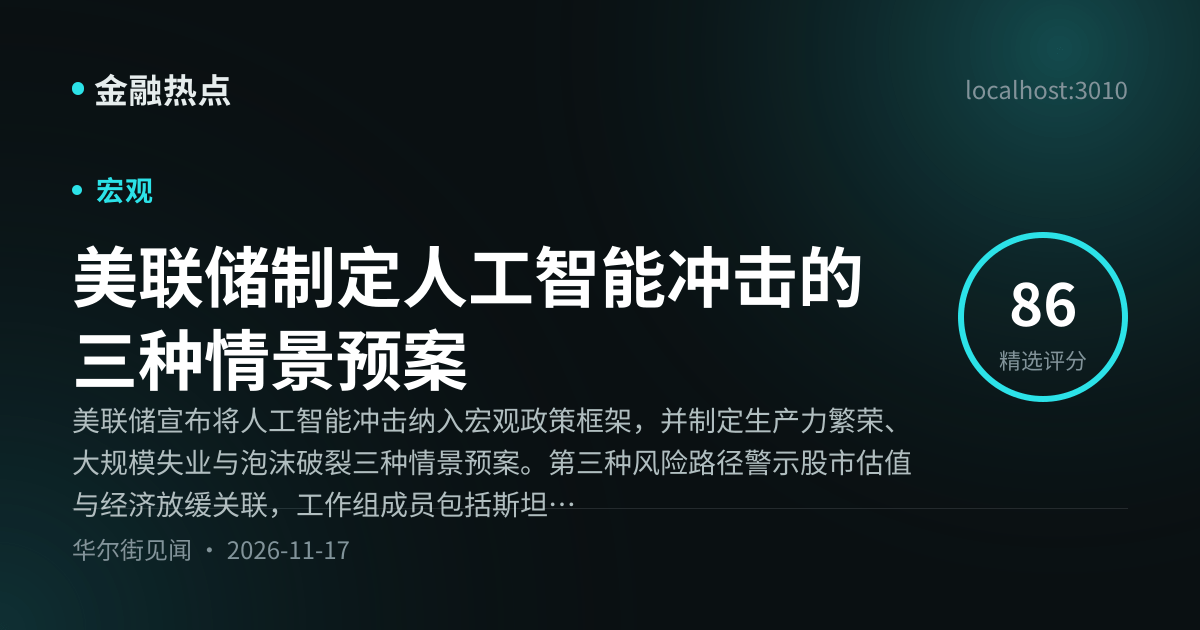 金融热点
localhost:3010
宏观
美联储制定人工智能冲击的
三种情景预案
86
精选评分
美联储宣布将人工智能冲击纳入宏观政策框架，并制定生产力繁荣、
大规模失业与泡沫破裂三种情景预案。第三种风险路径警示股市估值
与经济放缓关联，工作组成员包括斯坦…
华尔街见闻 • 2026-11-17